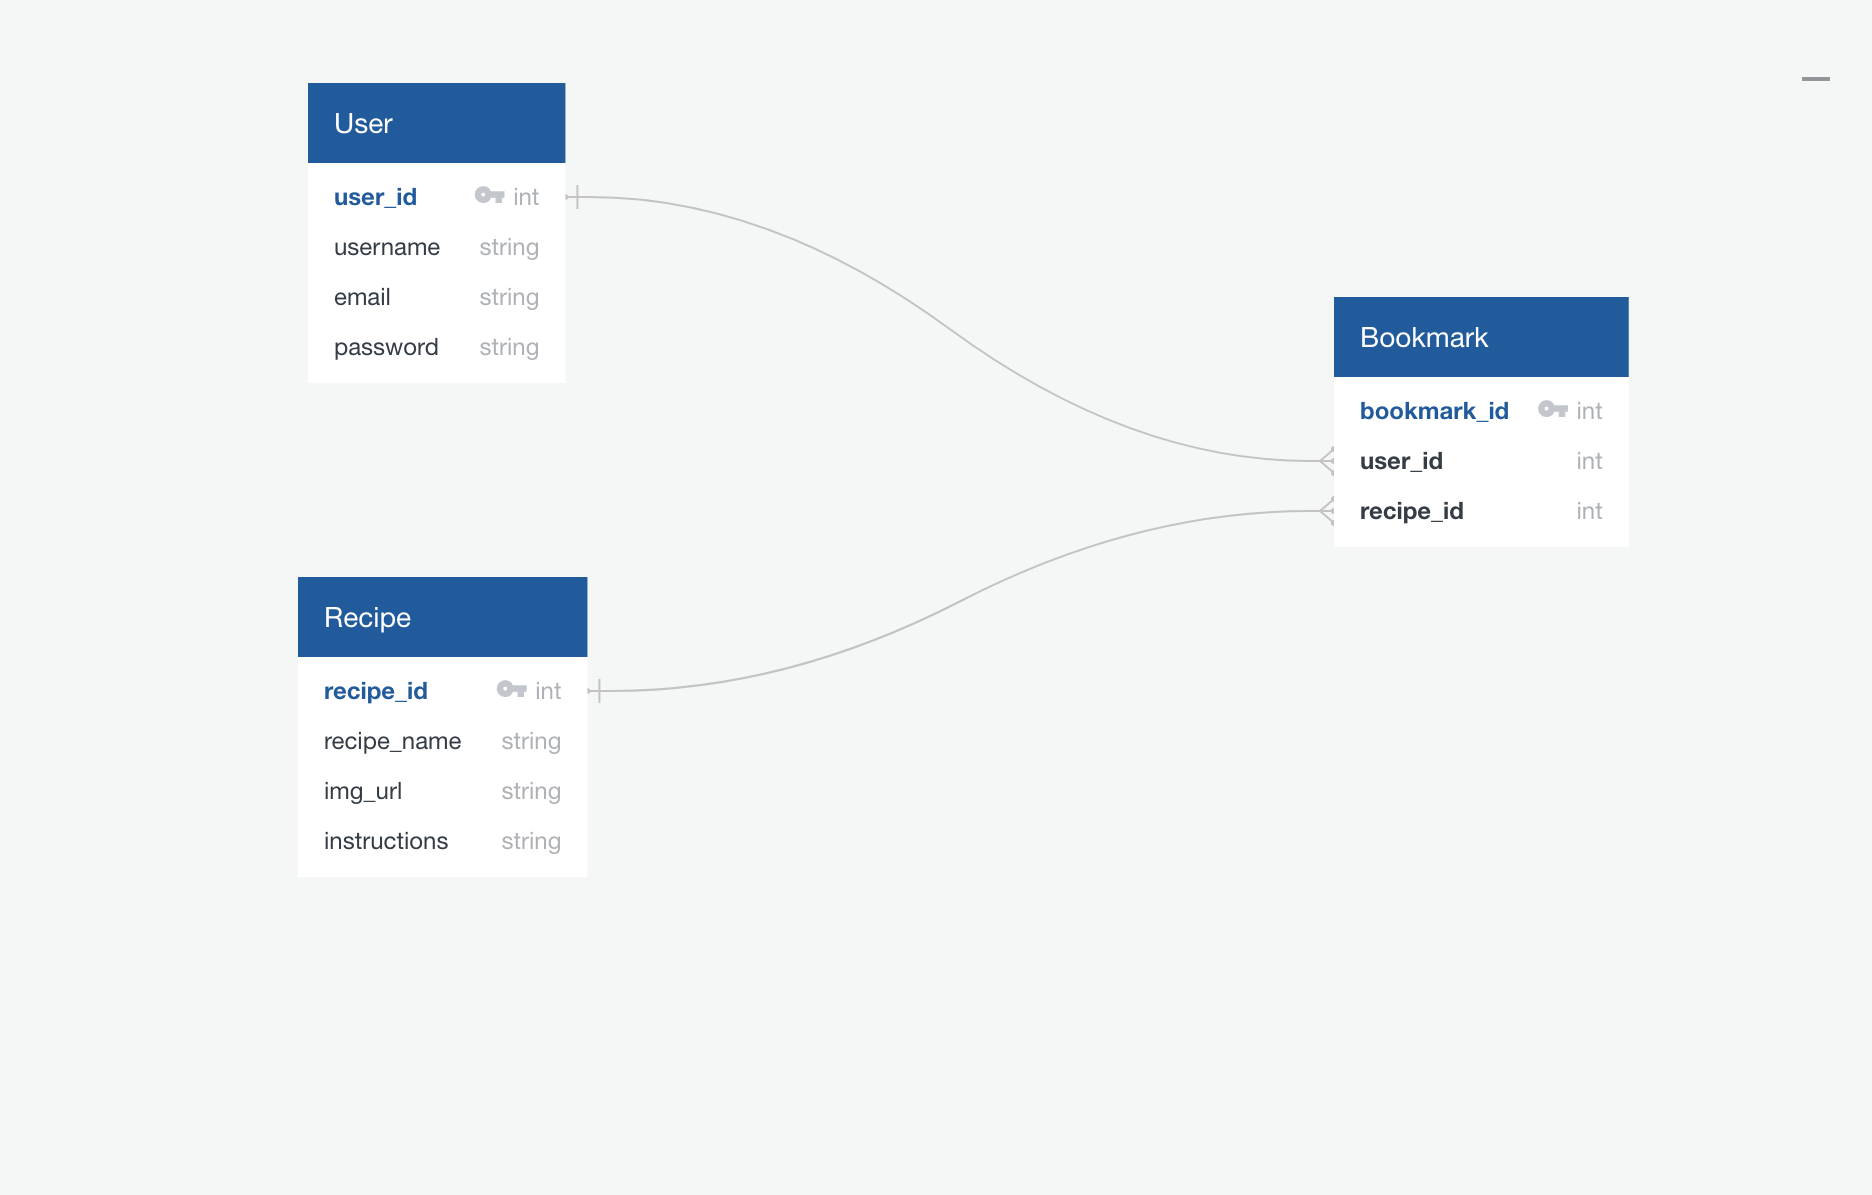 User
user_id int
username string
email string
password string
Bookmark
bookmark_id int
user_id int
recipe_id int
Recipe
recipe_id int
recipe_name string
img_url string
instructions string